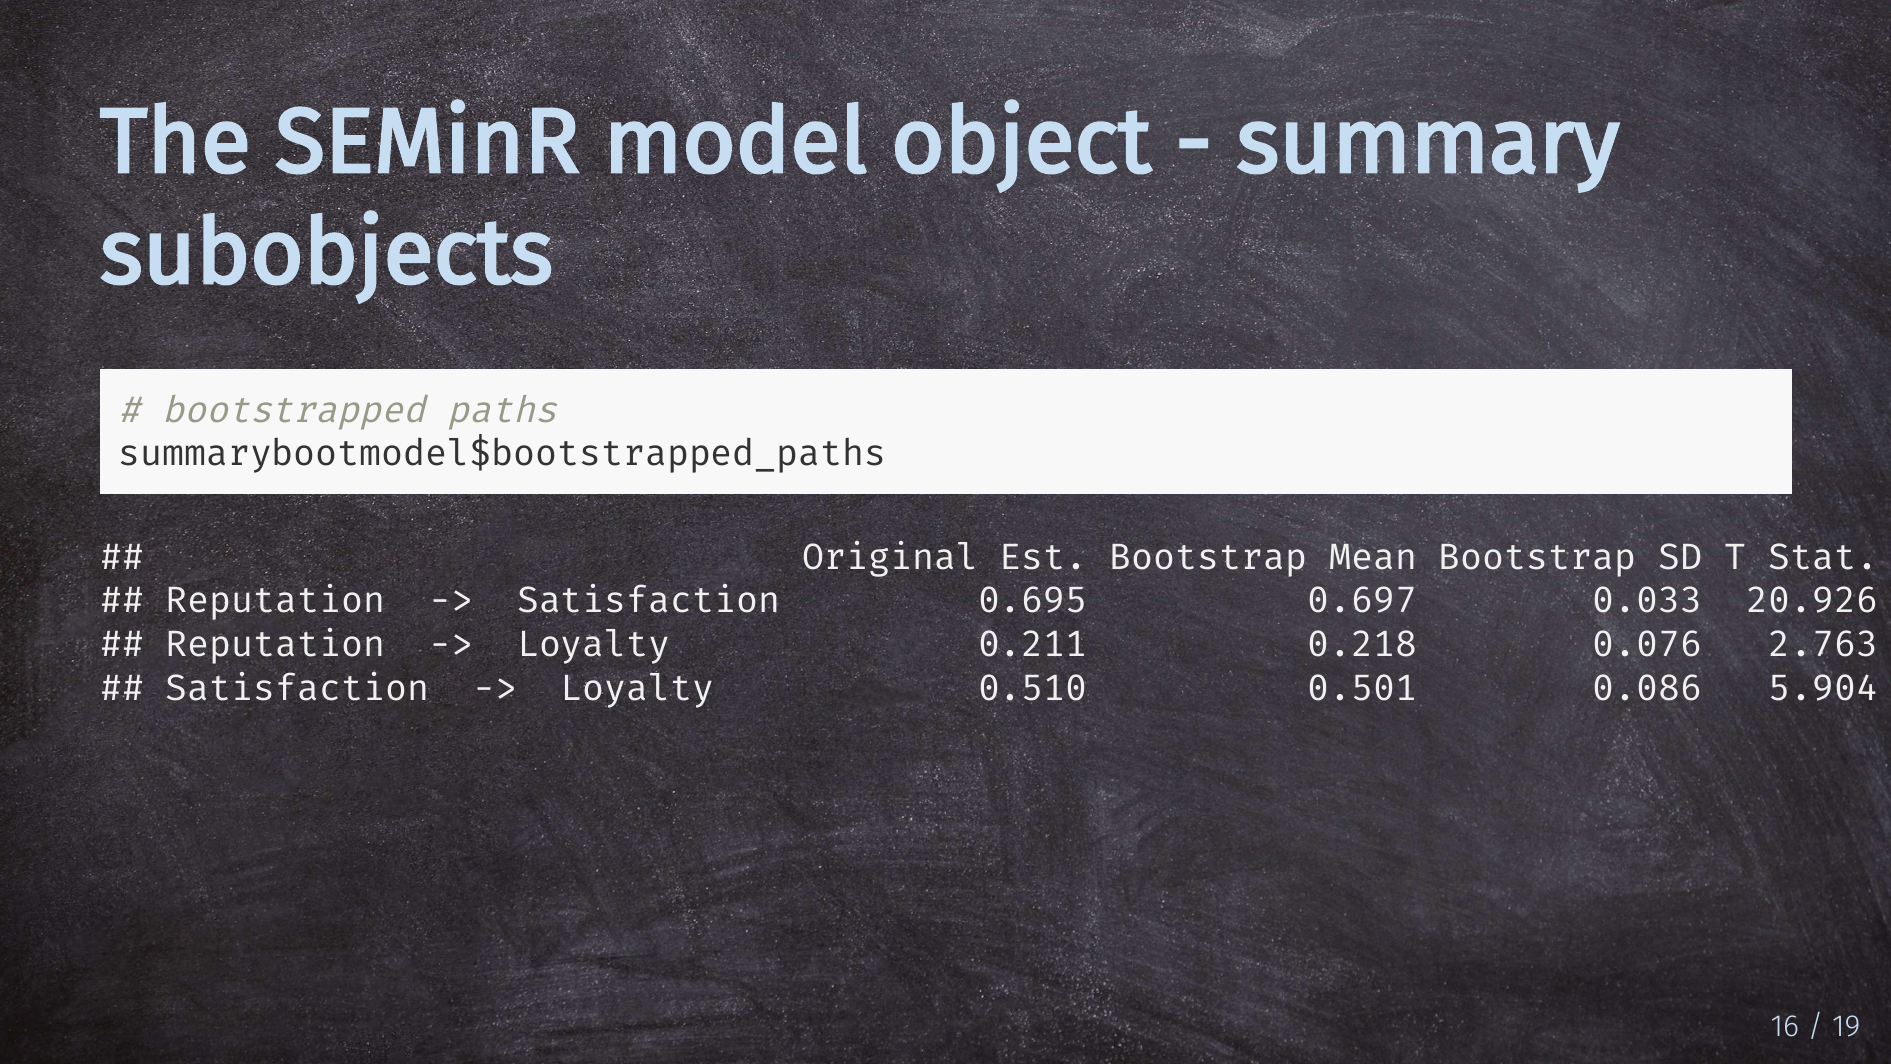 The SEMinR model object - summary
subobjects
# bootstrapped paths
summarybootmodel$bootstrapped_paths
##                              Original Est. Bootstrap Mean Bootstrap SD T Stat.
## Reputation  ->  Satisfaction         0.695          0.697        0.033  20.926
## Reputation  ->  Loyalty              0.211          0.218        0.076   2.763
## Satisfaction  ->  Loyalty            0.510          0.501        0.086   5.904
16 / 19